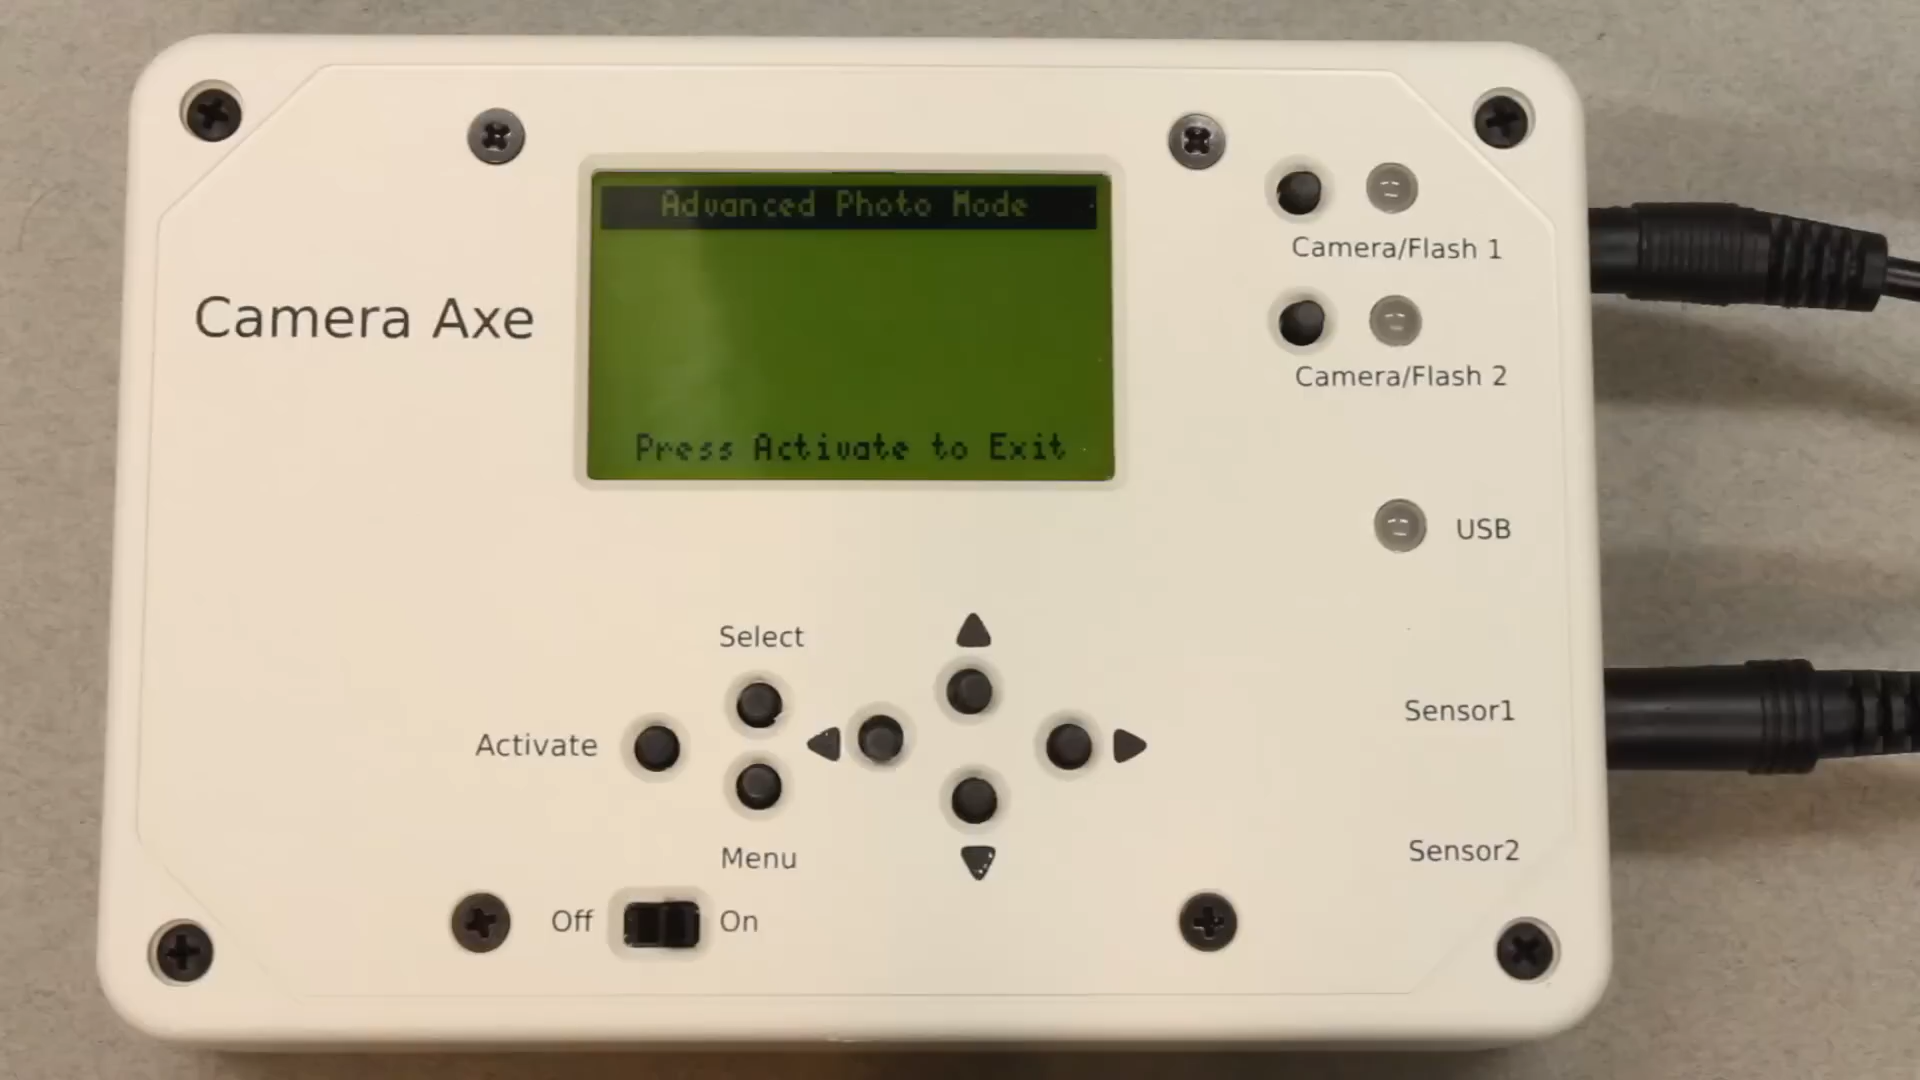 Advanced Photo Mode
Camera/Flash 1
Camera Axe
Camera/Flash 2
Press Activate to Exit
USB
Select
Sensor1
Activate
Sensor2
Menu
Off On